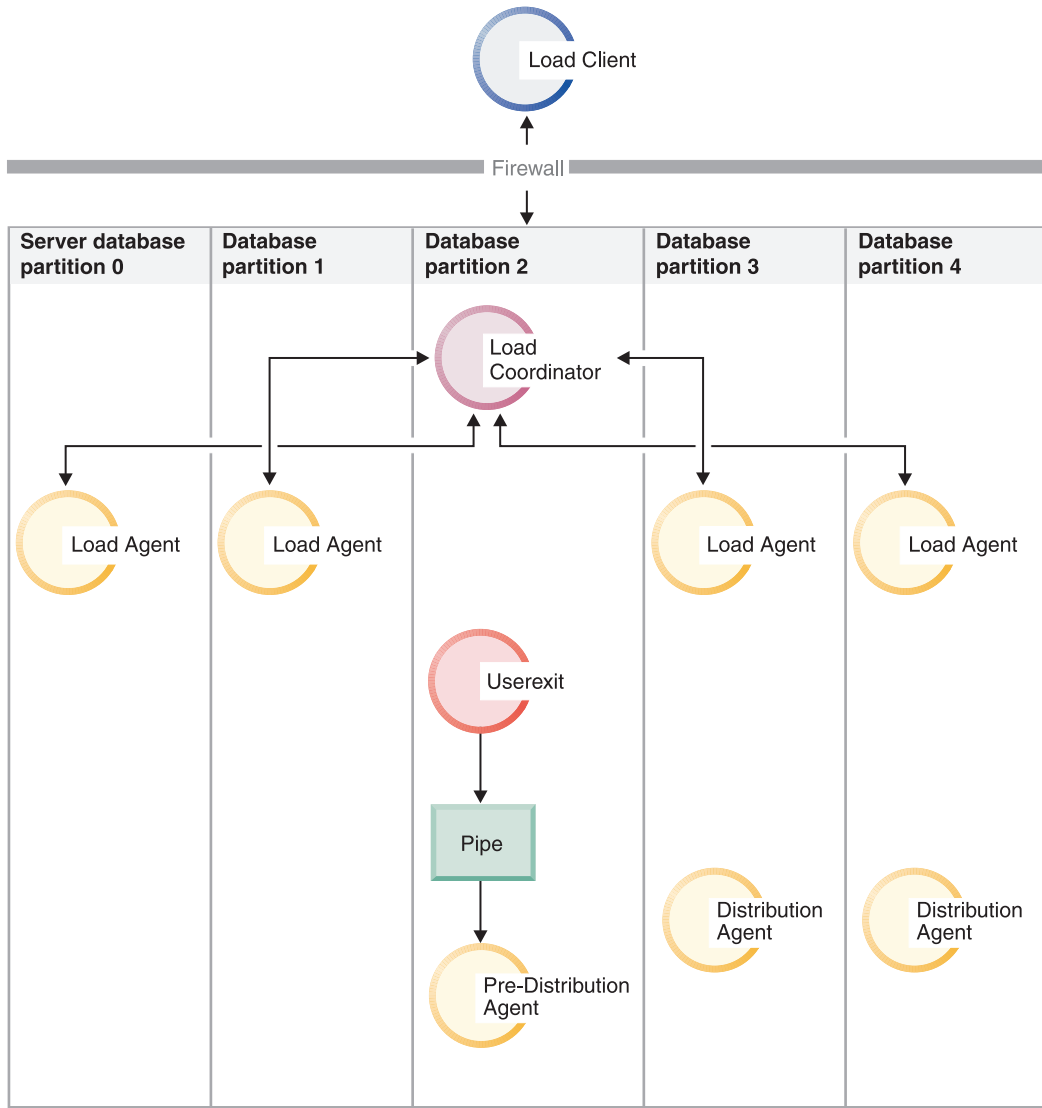 Load Client
Firewall
Server database
partition 0
Database
partition 1
Database
partition 2
Database
partition 3
Database
partition 4
Load
Coordinator
Load Agent
Load Agent
Load Agent
Load Agent
Userexit
Pipe
Distribution
Agent
Distribution
Agent
Pre-Distribution
Agent